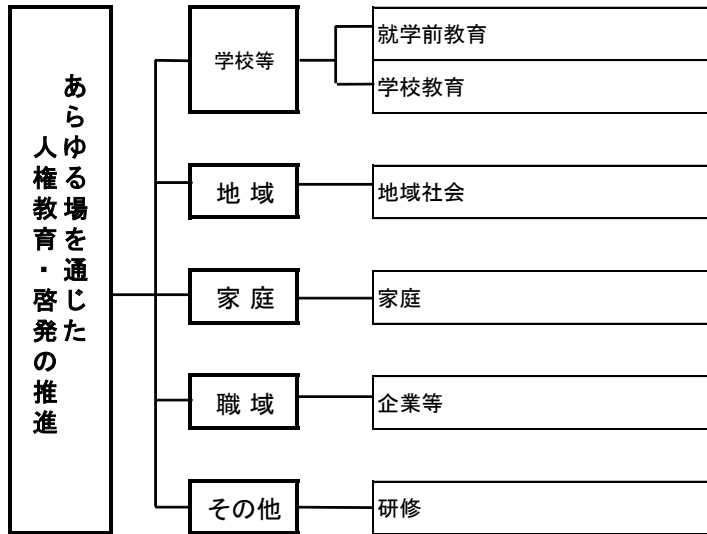 あらゆる場を通じた
人権教育・啓発の推進
学校等
就学前教育
学校教育
地域
地域社会
家庭
家庭
職域
企業等
その他
研修